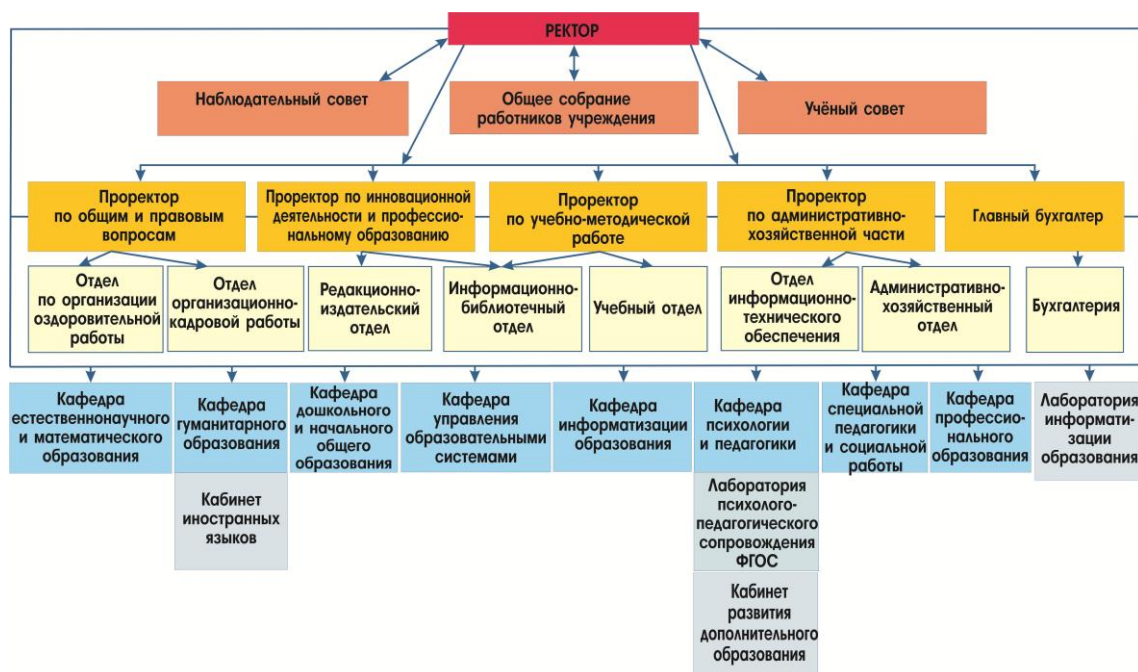 РЕКТОР
Наблюдательный совет
Общее собрание
работников учреждения
Учёный совет
Проректор
по общим и правовым
вопросам
Проректор по инновационной
деятельности и профессио-
нальному образованию
Проректор
по учебно-методической
работе
Проректор
по административно-
хозяйственной части
Главный бухгалтер
Отдел
по организации
оздоровительной
работы
Отдел
организационно-
кадровой работы
Редакционно-
издательский
отдел
Информационно-
библиотечный
отдел
Учебный отдел
Отдел
информационно-
технического
обеспечения
Административно-
хозяйственный
отдел
Бухгалтерия
Кафедра
естественнонаучного
и математического
образования
Кафедра
гуманитарного
образования
Кафедра
дошкольного
и начального
общего
образования
Кафедра
управления
образовательными
системами
Кафедра
информатизации
образования
Кафедра
психологии
и педагогики
Кафедра
специальной
педагогики
и социальной
работы
Кафедра
профессио-
нального
образования
Лаборатория
информати-
зации
образования
Кабинет
иностранных
языков
Лаборатория
психолого-
педагогического
сопровождения
ФГОС
Кабинет
развития
дополнительного
образования